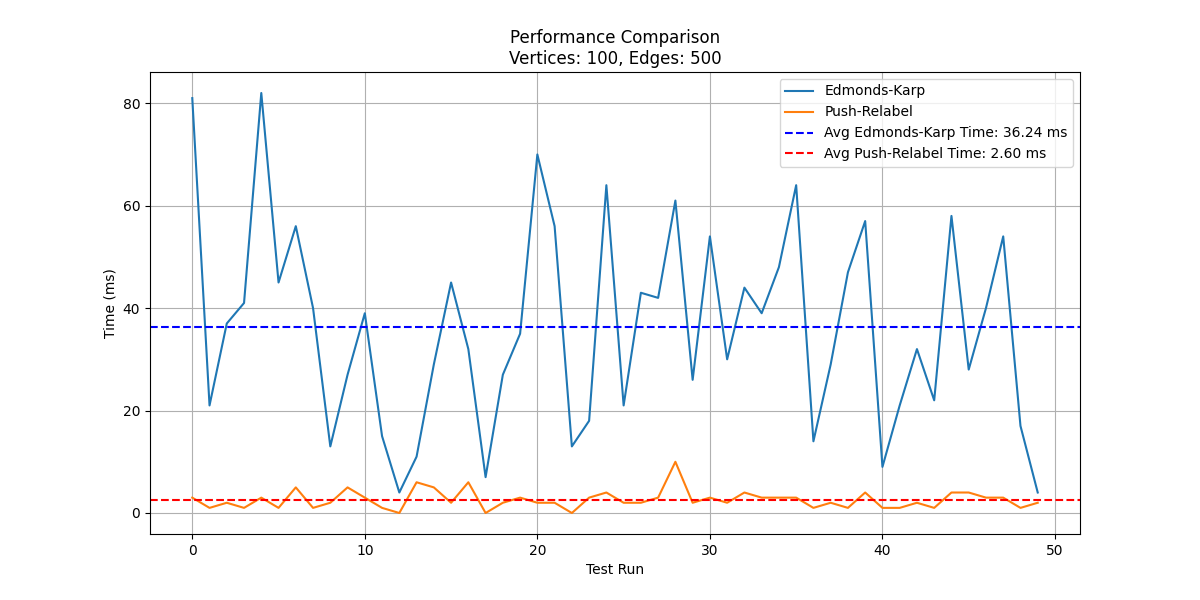 Performance Comparison
Vertices: 100, Edges: 500
Edmonds-Karp
Push-Relabel
Avg Edmonds-Karp Time: 36.24 ms
Avg Push-Relabel Time: 2.60 ms
Time (ms)
80
60
40
20
0
0 10 20 30 40 50
Test Run